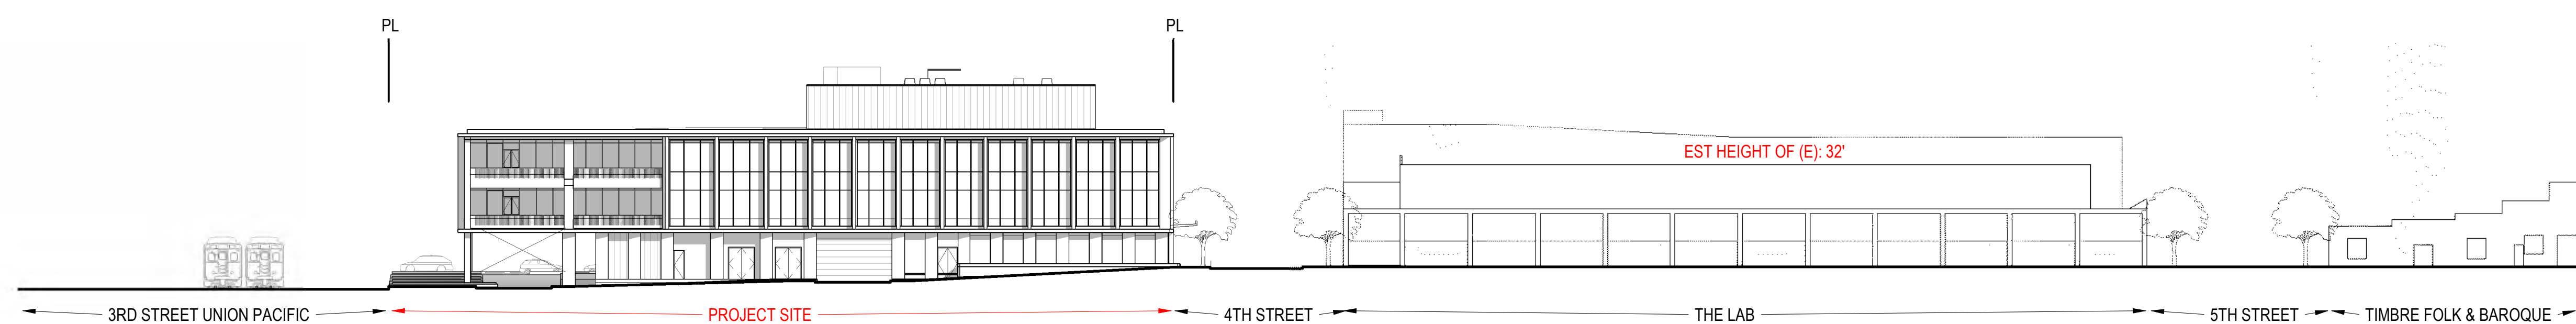 PL
PL
EST HEIGHT OF (E): 32'
3RD STREET UNION PACIFIC
PROJECT SITE
4TH STREET
THE LAB
5TH STREET
TIMBRE FOLK & BAROQUE